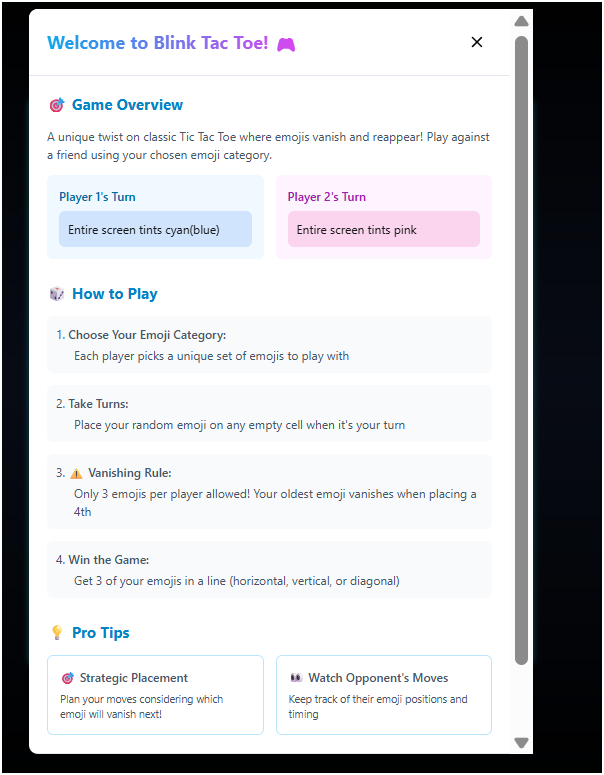 Welcome to Blink Tac Toe! 🎮
🎯 Game Overview
A unique twist on classic Tic Tac Toe where emojis vanish and reappear! Play against
a friend using your chosen emoji category.
Player 1's Turn
Entire screen tints cyan(blue)
Player 2's Turn
Entire screen tints pink
🎲 How to Play
1. Choose Your Emoji Category:
Each player picks a unique set of emojis to play with
2. Take Turns:
Place your random emoji on any empty cell when it's your turn
3. ⚠️ Vanishing Rule:
Only 3 emojis per player allowed! Your oldest emoji vanishes when placing a
4th
4. Win the Game:
Get 3 of your emojis in a line (horizontal, vertical, or diagonal)
💡 Pro Tips
🎯 Strategic Placement
Plan your moves considering which
emoji will vanish next!
👀 Watch Opponent's Moves
Keep track of their emoji positions and
timing